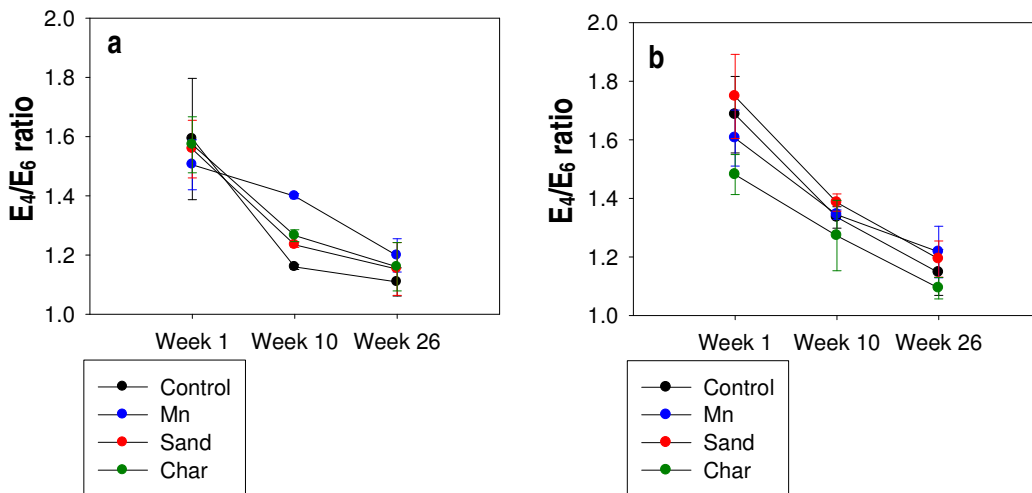 a
E4/E6 ratio
2.0
1.8
1.6
1.4
1.2
1.0
Week 1 Week 10 Week 26
Control
Mn
Sand
Char
b
E4/E6 ratio
2.0
1.8
1.6
1.4
1.2
1.0
Week 1 Week 10 Week 26
Control
Mn
Sand
Char